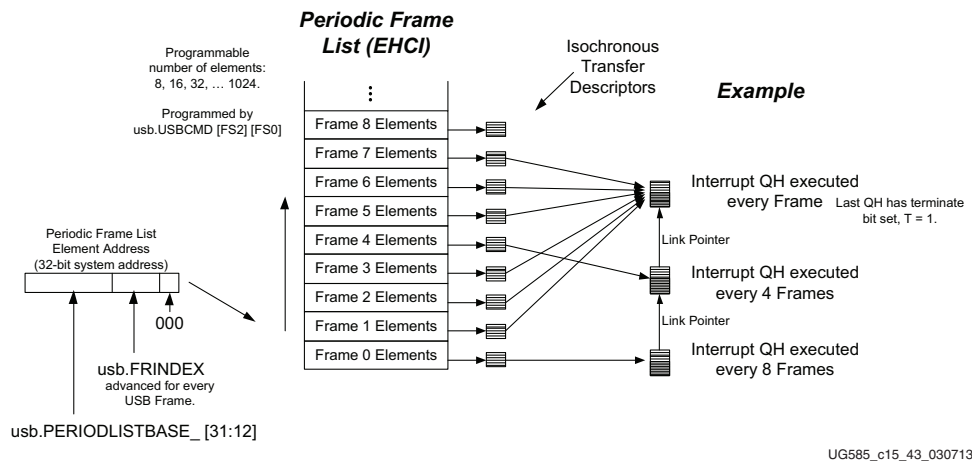 Periodic Frame
List (EHCI)
Programmable
number of elements:
8, 16, 32, … 1024.
Programmed by
usb.USBCMD [FS2] [FS0]
Isochronous
Transfer
Descriptors
Example
Frame 8 Elements
Frame 7 Elements
Frame 6 Elements
Frame 5 Elements
Frame 4 Elements
Frame 3 Elements
Frame 2 Elements
Frame 1 Elements
Frame 0 Elements
Interrupt QH executed
every Frame
Last QH has terminate
bit set, T = 1.
Link Pointer
Interrupt QH executed
every 4 Frames
Link Pointer
Interrupt QH executed
every 8 Frames
Periodic Frame List
Element Address
(32-bit system address)
000
usb.FRINDEX
advanced for every
USB Frame.
usb.PERIODLISTBASE_ [31:12]
UG585_c15_43_030713